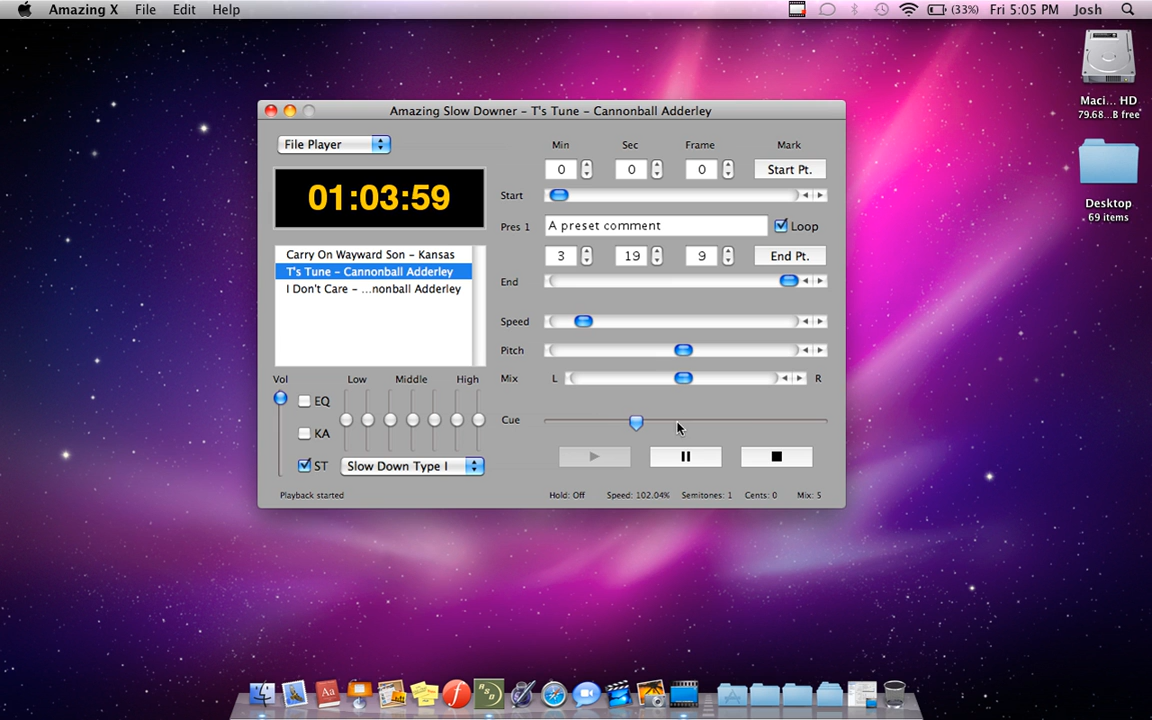 Amazing X File Edit Help (33%) Fri 5:05 PM Josh
Maci... HD
79.68...B free
Desktop
69 items
Amazing Slow Downer - T's Tune - Cannonball Adderley
File Player
01:03:59
Carry On Wayward Son - Kansas
T's Tune - Cannonball Adderley
I Don't Care - ...nonball Adderley
Vol Low Middle High
EQ
KA
ST Slow Down Type I
Playback started
Min Sec Frame Mark
0 0 0 Start Pt.
Start
Pres 1 A preset comment Loop
3 19 9 End Pt.
End
Speed
Pitch
Mix L R
Cue
Hold: Off Speed: 102.04% Semitones: 1 Cents: 0 Mix: 5
Aa